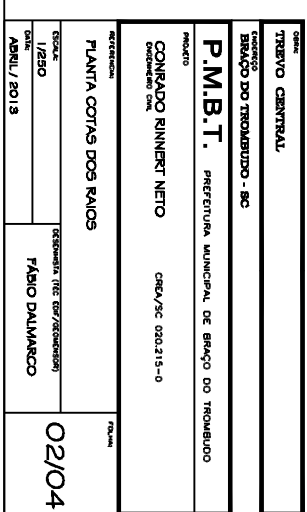 OBRA:
TREVO CENTRAL
ENDEREÇO
BRAÇO DO TROMBUDO - SC
P.M.B.T. PREFEITURA MUNICIPAL DE BRAÇO DO TROMBUDO
PROJETO
CONRADO RINNERT NETO CREA/SC 020.215-0
ENGENHEIRO CIVIL
REFERENCIA:
PLANTA COTAS DOS RAIOS
FOLHA:
02/04
ESCALA:
1/250
DESENHISTA (TÉC EDIF/GEOMENSOR)
FÁBIO DALMARCO
DATA:
ABRIL / 2013